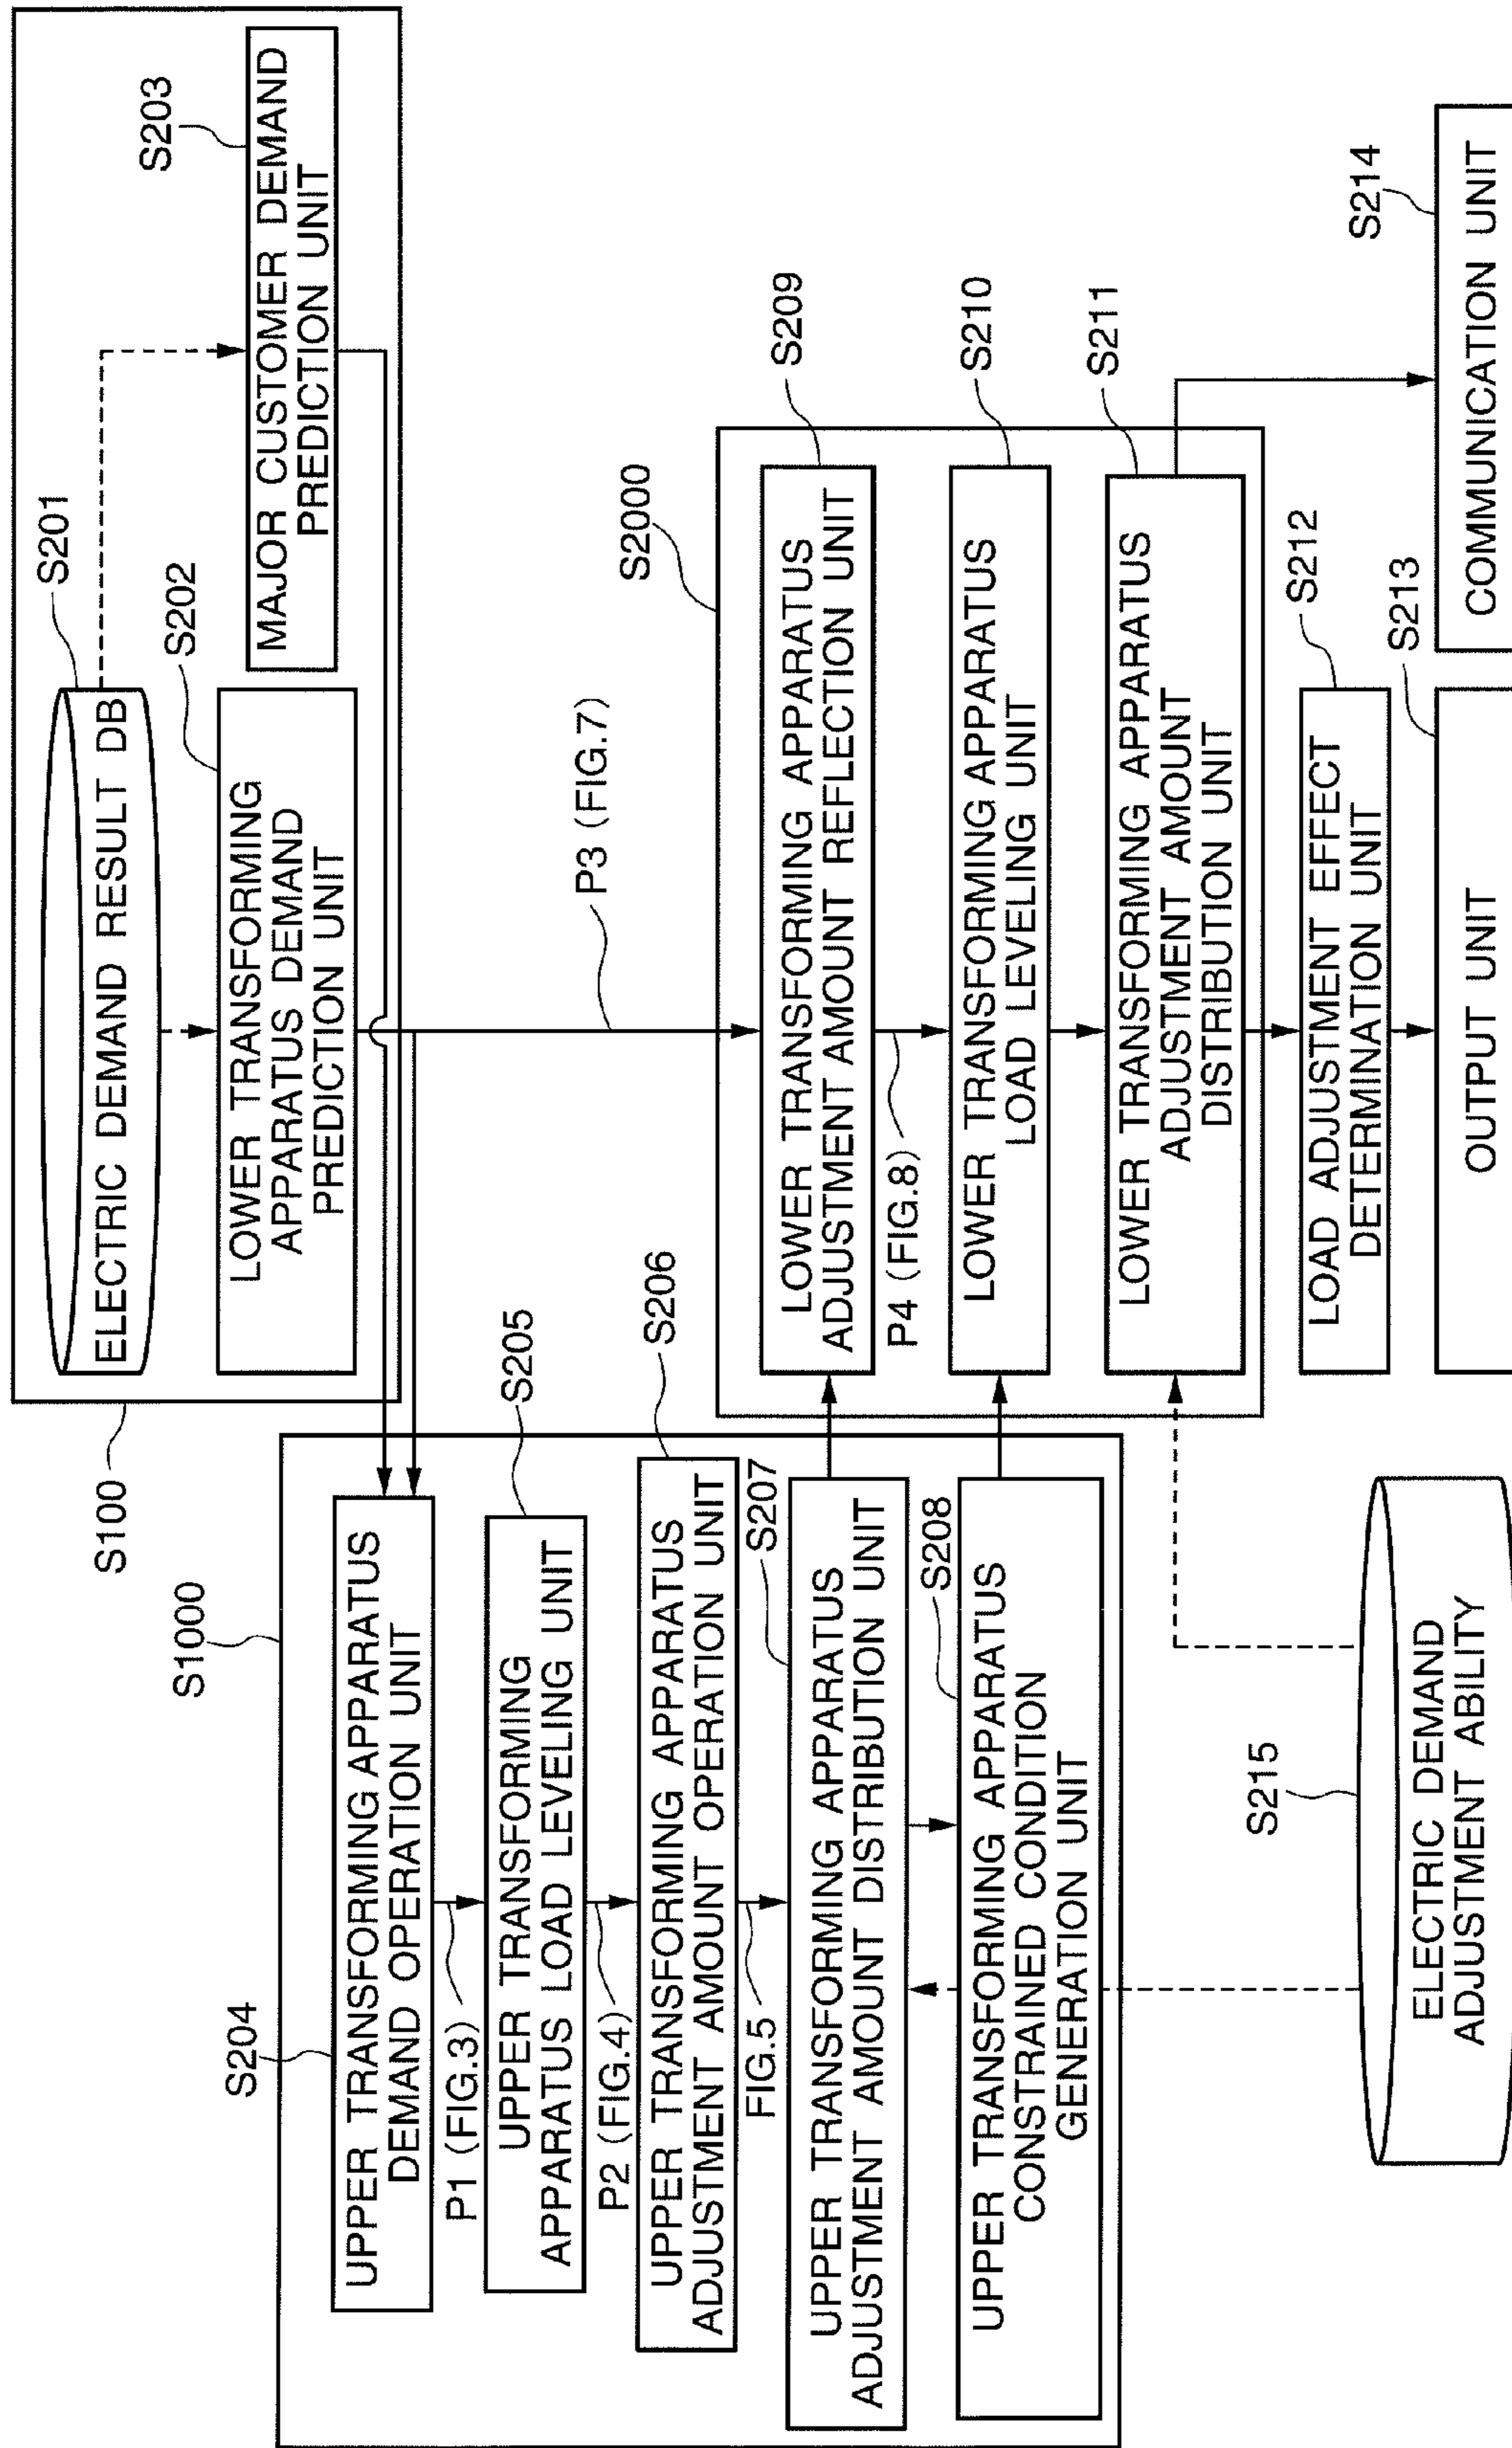 S100
S201
ELECTRIC DEMAND RESULT DB
S202
LOWER TRANSFORMING
APPARATUS DEMAND
PREDICTION UNIT
S203
MAJOR CUSTOMER DEMAND
PREDICTION UNIT
S1000
S204
UPPER TRANSFORMING APPARATUS
DEMAND OPERATION UNIT
P1 (FIG.3)
S205
UPPER TRANSFORMING
APPARATUS LOAD LEVELING UNIT
P2 (FIG.4)
S206
UPPER TRANSFORMING APPARATUS
ADJUSTMENT AMOUNT OPERATION UNIT
FIG.5
S207
UPPER TRANSFORMING APPARATUS
ADJUSTMENT AMOUNT DISTRIBUTION UNIT
S208
UPPER TRANSFORMING APPARATUS
CONSTRAINED CONDITION
GENERATION UNIT
P3 (FIG.7)
S2000
S209
LOWER TRANSFORMING APPARATUS
ADJUSTMENT AMOUNT REFLECTION UNIT
P4 (FIG.8)
S210
LOWER TRANSFORMING APPARATUS
LOAD LEVELING UNIT
S211
LOWER TRANSFORMING APPARATUS
ADJUSTMENT AMOUNT
DISTRIBUTION UNIT
S212
LOAD ADJUSTMENT EFFECT
DETERMINATION UNIT
S213
OUTPUT UNIT
S214
COMMUNICATION UNIT
S215
ELECTRIC DEMAND
ADJUSTMENT ABILITY